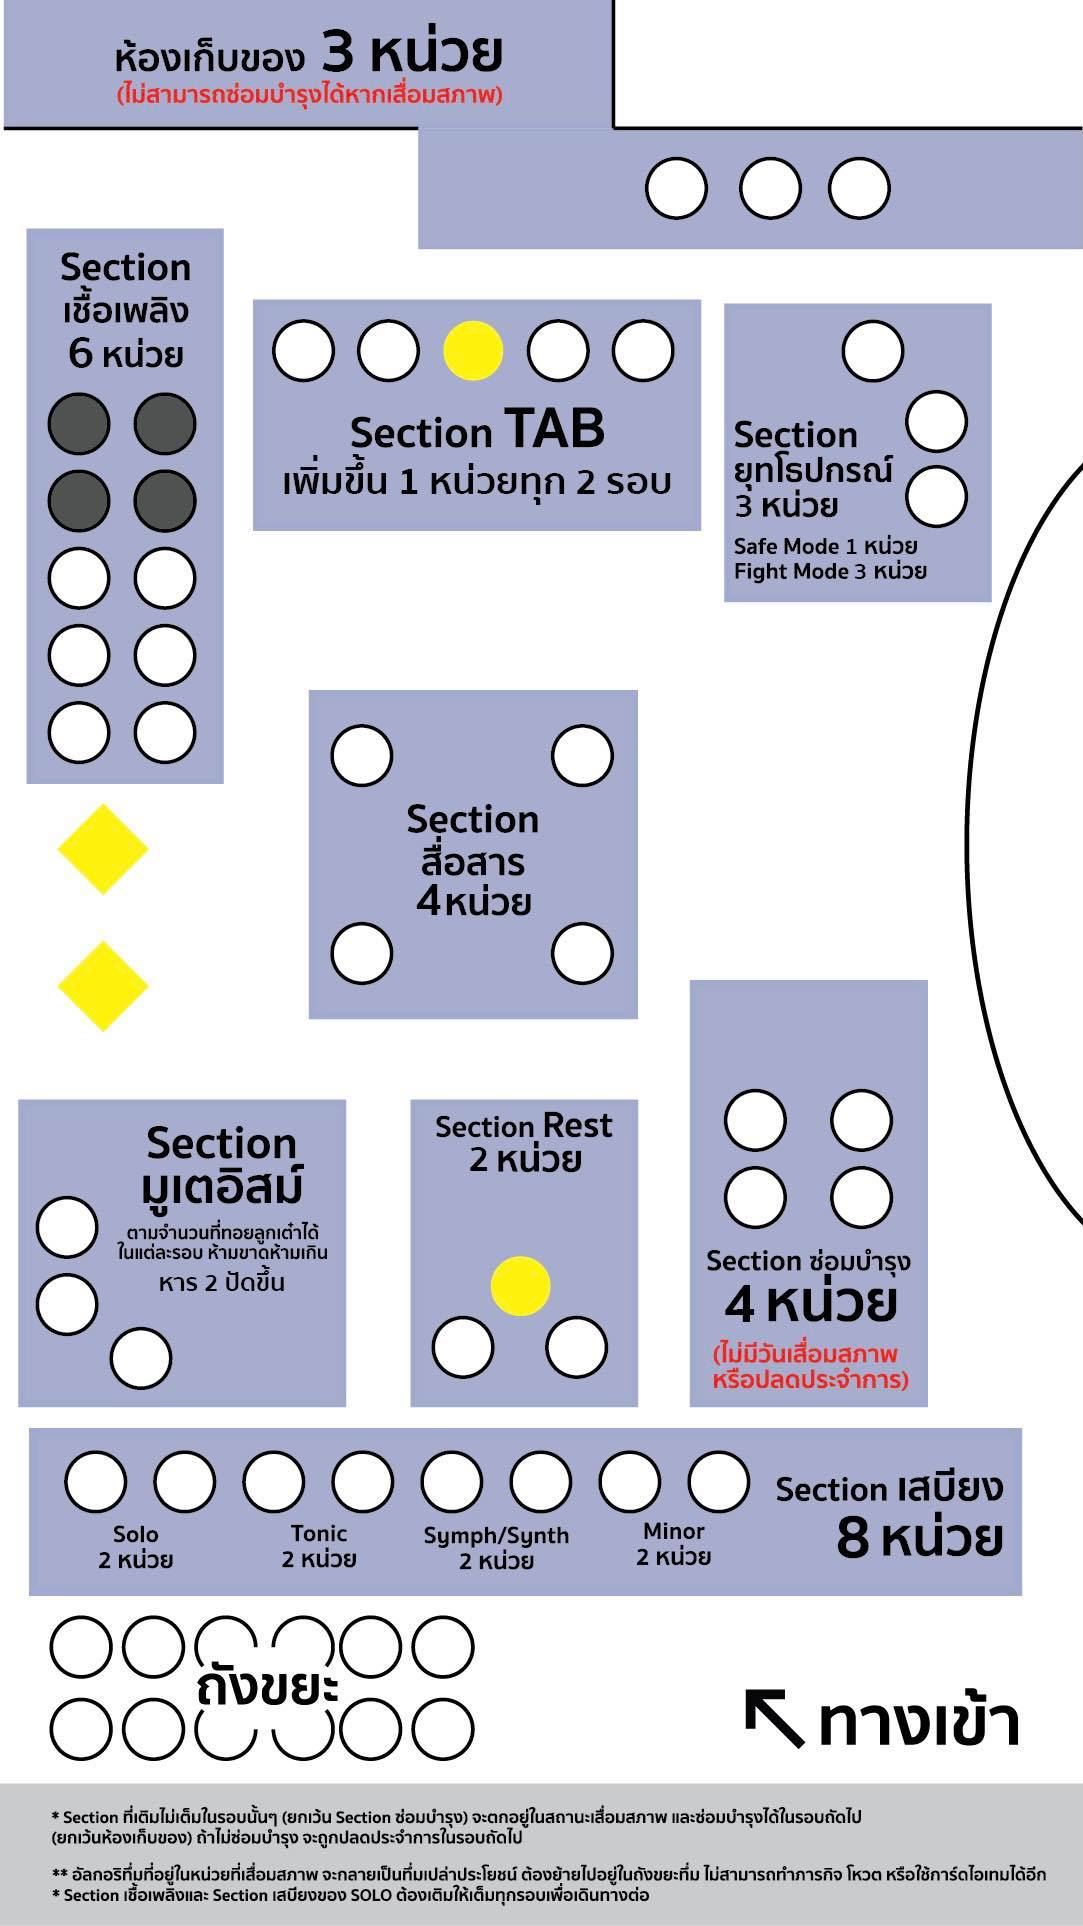 ห้องเก็บของ 3 หน่วย
(ไม่สามารถซ่อมบำรุงได้หากเสื่อมสภาพ)
Section
เชื้อเพลิง
6 หน่วย
Section TAB
เพิ่มขึ้น 1 หน่วยทุก 2 รอบ
Section
ยุทโธปกรณ์
3 หน่วย
Safe Mode 1 หน่วย
Fight Mode 3 หน่วย
Section
สื่อสาร
4 หน่วย
Section
มูเตอิสม์
ตามจำนวนที่ทอยลูกเต๋าได้
ในแต่ละรอบ ห้ามขาดห้ามเกิน
หาร 2 ปัดขึ้น
Section Rest
2 หน่วย
Section ซ่อมบำรุง
4 หน่วย
(ไม่มีวันเสื่อมสภาพ
หรือปลดประจำการ)
Solo
2 หน่วย
Tonic
2 หน่วย
Symph/Synth
2 หน่วย
Minor
2 หน่วย
Section เสบียง
8 หน่วย
ถังขยะ
ทางเข้า
* Section ที่เติมไม่เต็มในรอบนั้นๆ (ยกเว้น Section ซ่อมบำรุง) จะตกอยู่ในสถานะเสื่อมสภาพ และซ่อมบำรุงได้ในรอบถัดไป
(ยกเว้นห้องเก็บของ) ถ้าไม่ซ่อมบำรุง จะถูกปลดประจำการในรอบถัดไป
** อัลกอริทึ่มที่อยู่ในหน่วยที่เสื่อมสภาพ จะกลายเป็นทึ่มเปล่าประโยชน์ ต้องย้ายไปอยู่ในถังขยะทึ่ม ไม่สามารถทำภารกิจ โหวต หรือใช้การ์ดไอเทมได้อีก
* Section เชื้อเพลิงและ Section เสบียงของ SOLO ต้องเติมให้เต็มทุกรอบเพื่อเดินทางต่อ